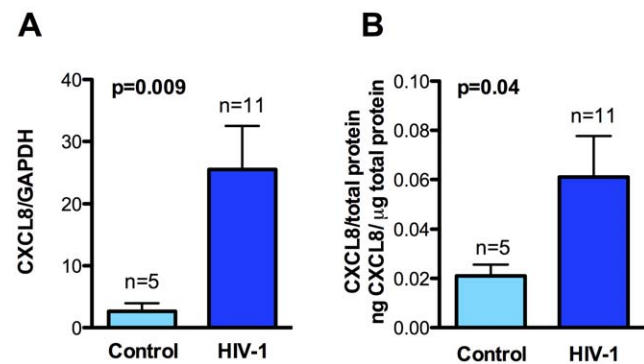 A
CXCL8/GAPDH
40
30
20
10
0
p=0.009
n=5
n=11
Control
HIV-1
B
CXCL8/total protein
ng CXCL8/ μg total protein
0.10
0.08
0.06
0.04
0.02
0.00
p=0.04
n=5
n=11
Control
HIV-1